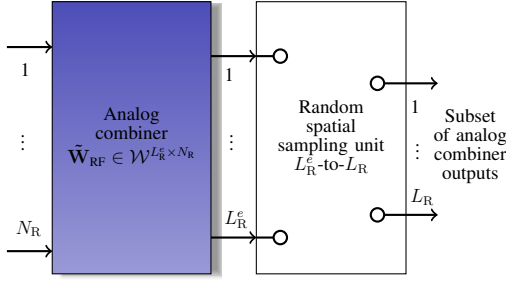 1
⋮
N_R
Analog
combiner
W̃_RF ∈ 𝒲^{L_R^e × N_R}
1
⋮
L_R^e
Random
spatial
sampling unit
L_R^e-to-L_R
1
⋮
L_R
Subset
of analog
combiner
outputs